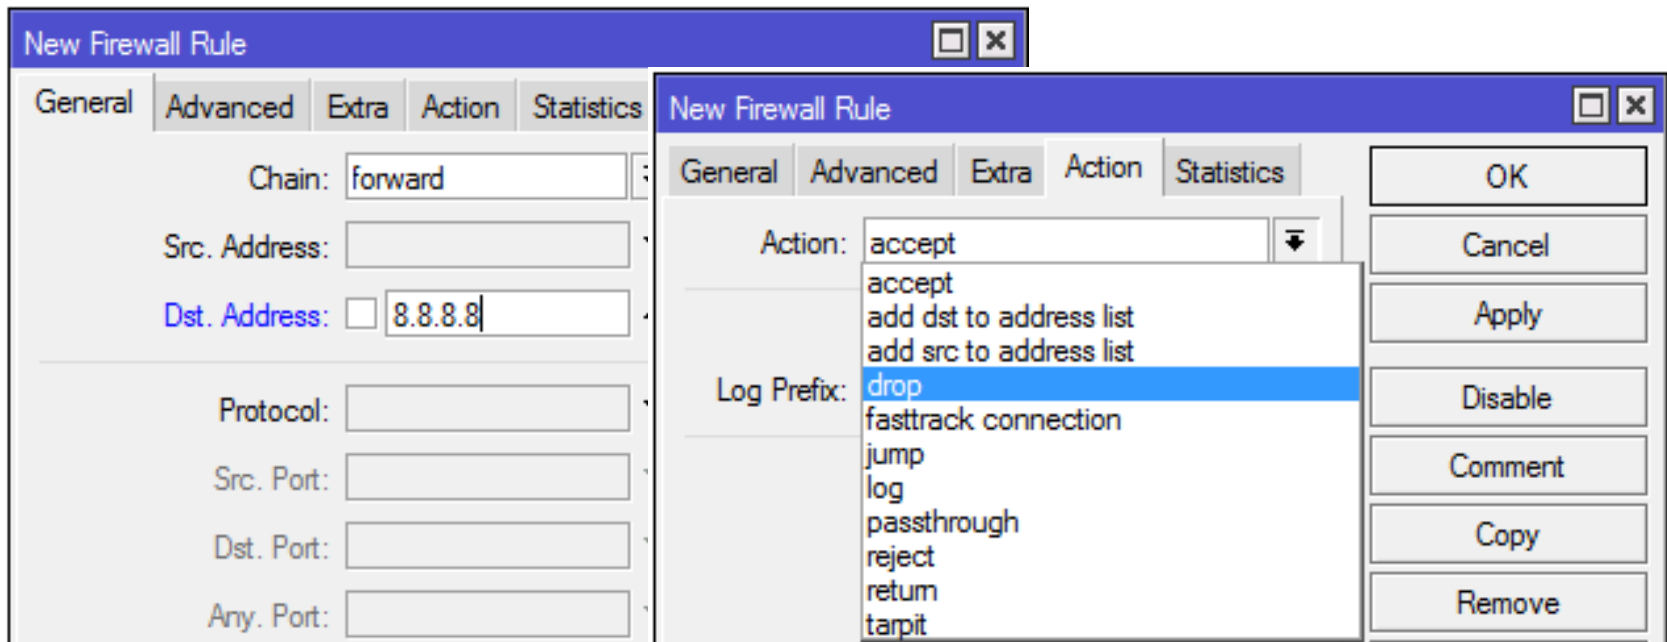 New Firewall Rule
General Advanced Extra Action Statistics
Chain: forward
Src. Address:
Dst. Address: 8.8.8.8
Protocol:
Src. Port:
Dst. Port:
Any. Port:
New Firewall Rule
General Advanced Extra Action Statistics
Action: accept
accept
add dst to address list
add src to address list
drop
Log Prefix:
fasttrack connection
jump
log
passthrough
reject
return
tarpit
OK
Cancel
Apply
Disable
Comment
Copy
Remove